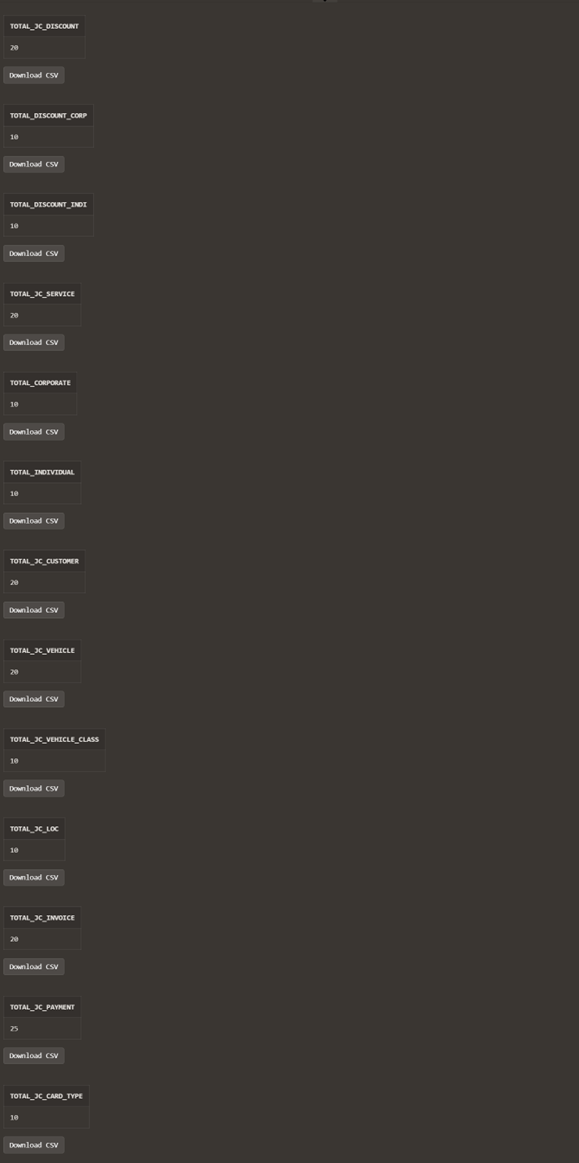 TOTAL_JC_DISCOUNT
20
Download CSV
TOTAL_DISCOUNT_CORP
10
Download CSV
TOTAL_DISCOUNT_INDI
10
Download CSV
TOTAL_JC_SERVICE
20
Download CSV
TOTAL_CORPORATE
10
Download CSV
TOTAL_INDIVIDUAL
10
Download CSV
TOTAL_JC_CUSTOMER
20
Download CSV
TOTAL_JC_VEHICLE
20
Download CSV
TOTAL_JC_VEHICLE_CLASS
10
Download CSV
TOTAL_JC_LOC
10
Download CSV
TOTAL_JC_INVOICE
20
Download CSV
TOTAL_JC_PAYMENT
25
Download CSV
TOTAL_JC_CARD_TYPE
10
Download CSV